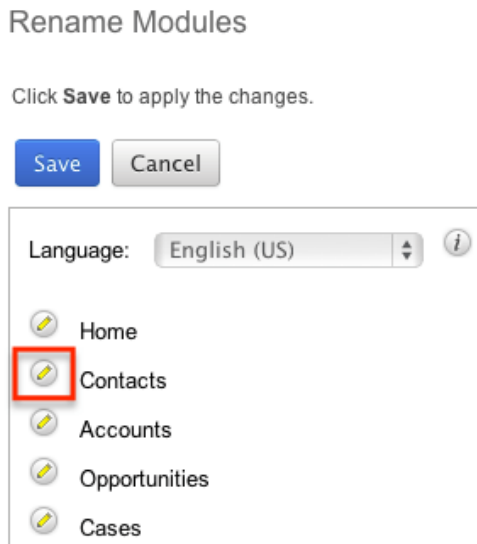 Rename Modules
Click Save to apply the changes.
Save Cancel
Language: English (US) i
Home
Contacts
Accounts
Opportunities
Cases